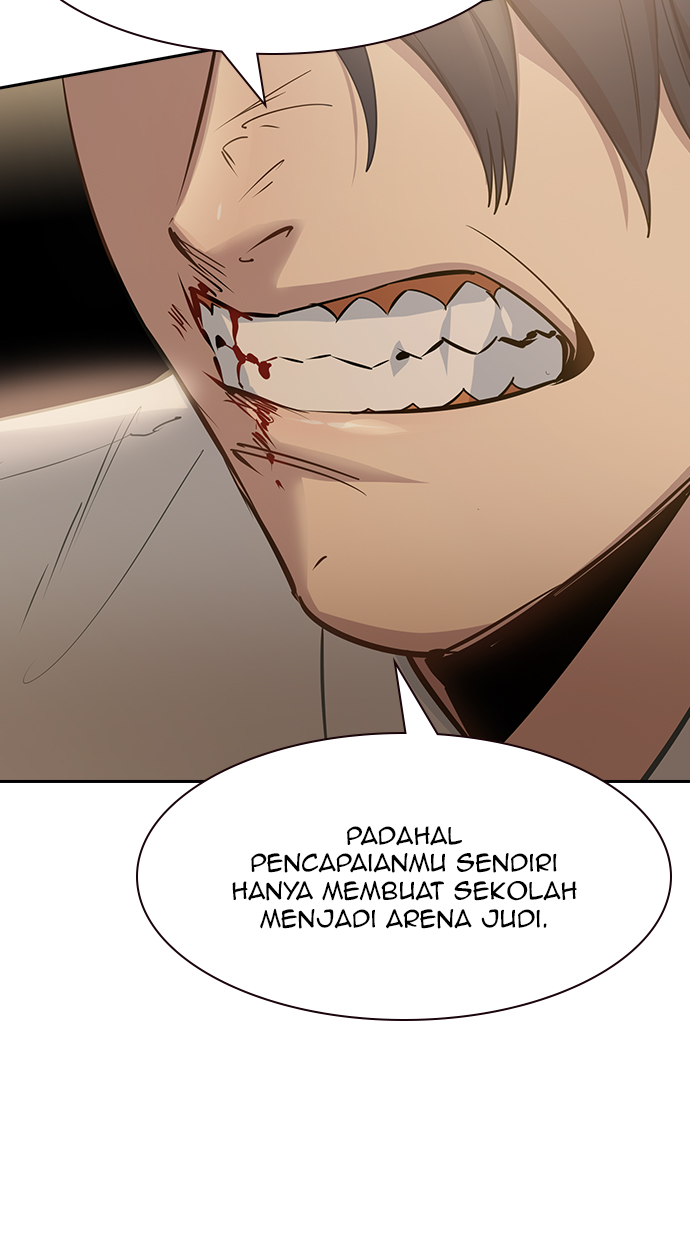 PADAHAL
PENCAPAIANMU SENDIRI
HANYA MEMBUAT SEKOLAH
MENJADI ARENA JUDI.